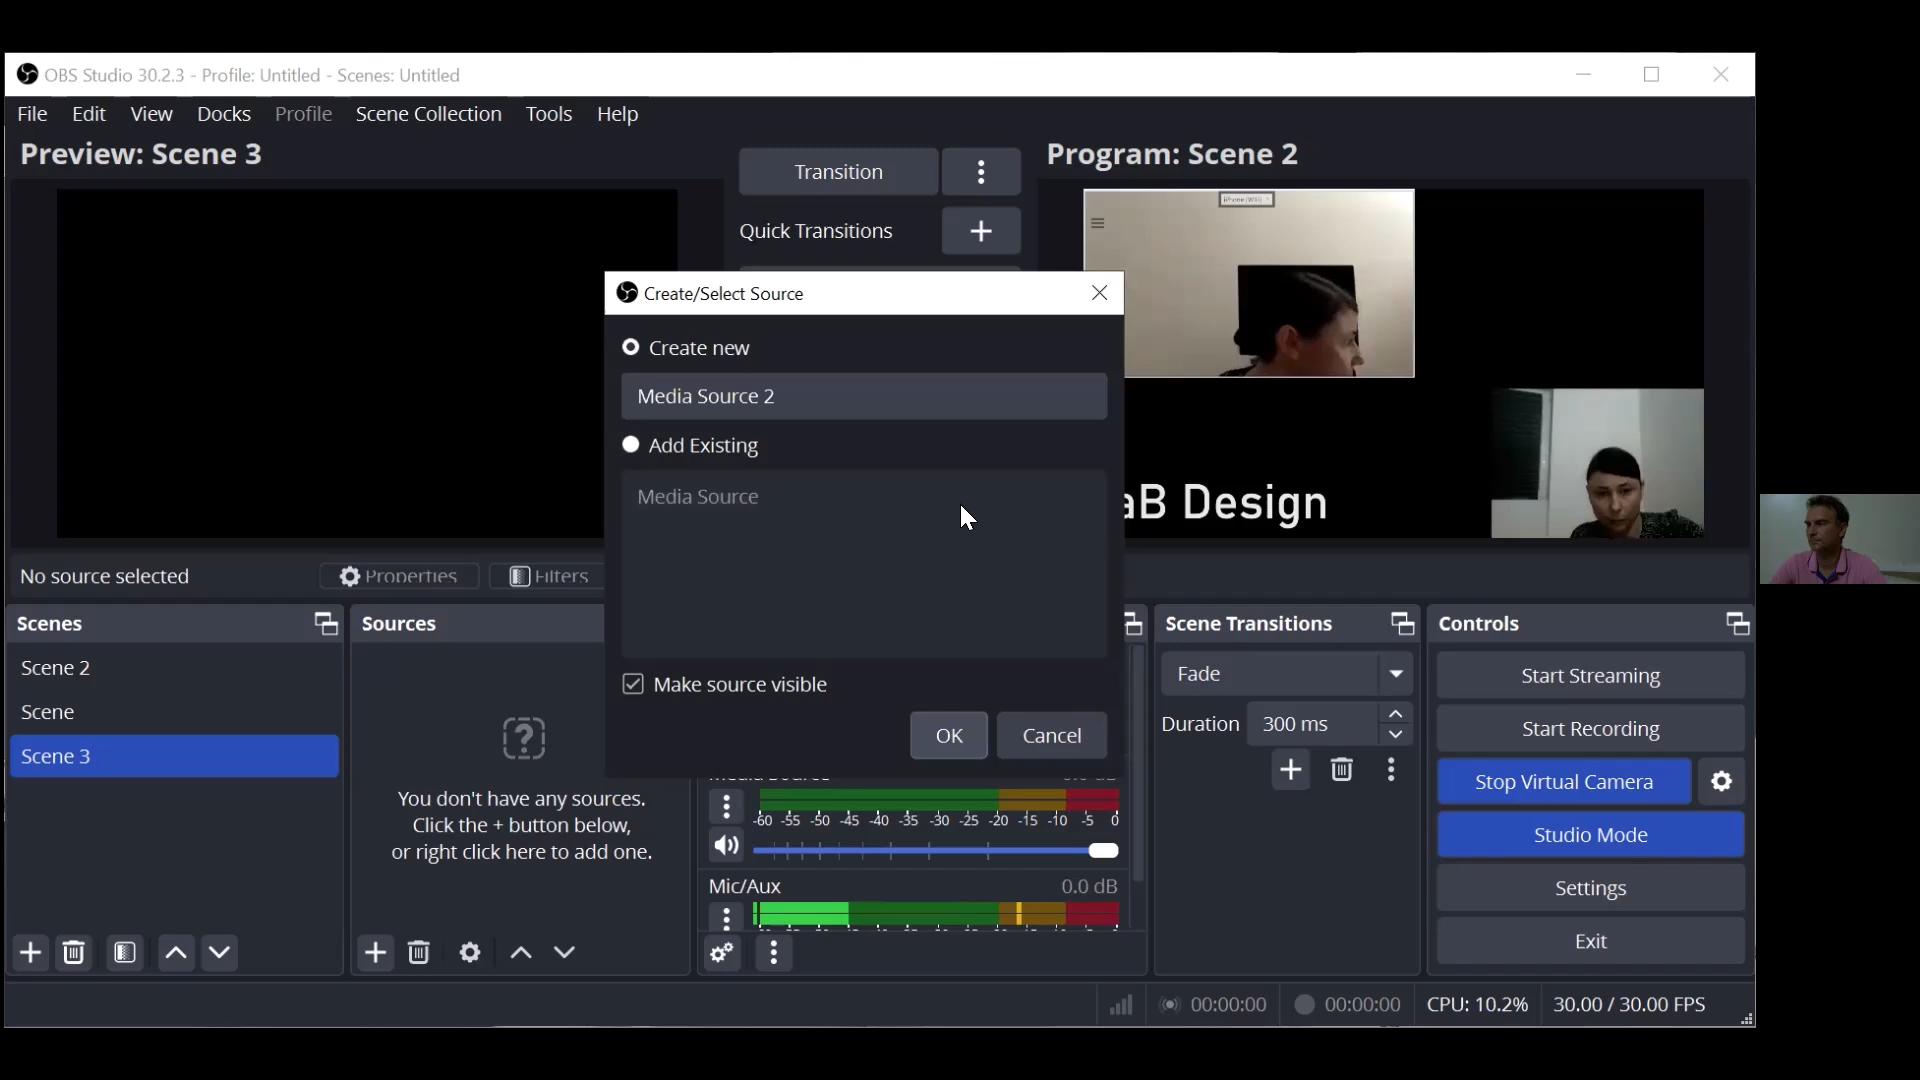 OBS Studio 30.2.3 - Profile: Untitled - Scenes: Untitled
File Edit View Docks Profile Scene Collection Tools Help
Preview: Scene 3
Transition
Program: Scene 2
Quick Transitions
Create/Select Source
Create new
Media Source 2
Add Existing
Media Source
aB Design
Make source visible
OK Cancel
No source selected
Properties Filters
Scenes
Scene 2
Scene
Scene 3
Sources
You don't have any sources.
Click the + button below,
or right click here to add one.
0.0 dB
-60 -55 -50 -45 -40 -35 -30 -25 -20 -15 -10 -5 0
Mic/Aux 0.0 dB
Scene Transitions
Fade
Duration 300 ms
Controls
Start Streaming
Start Recording
Stop Virtual Camera
Studio Mode
Settings
Exit
00:00:00 00:00:00 CPU: 10.2% 30.00 / 30.00 FPS